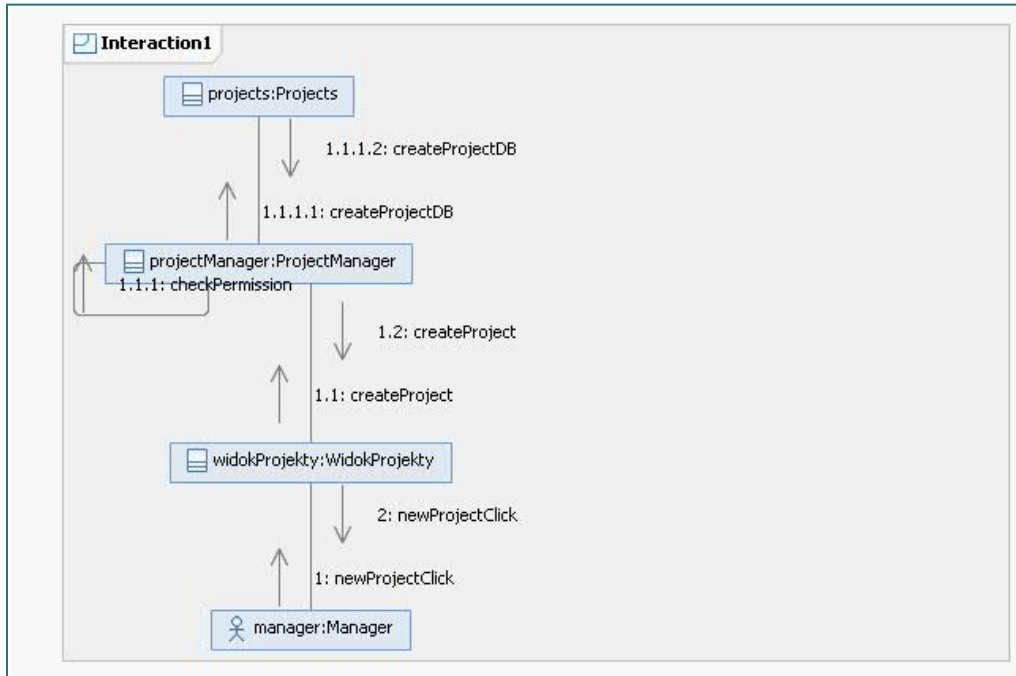 Interaction1
projects:Projects
1.1.1.2: createProjectDB
1.1.1.1: createProjectDB
projectManager:ProjectManager
1.1.1: checkPermission
1.2: createProject
1.1: createProject
widokProjekty:WidokProjekty
2: newProjectClick
1: newProjectClick
manager:Manager